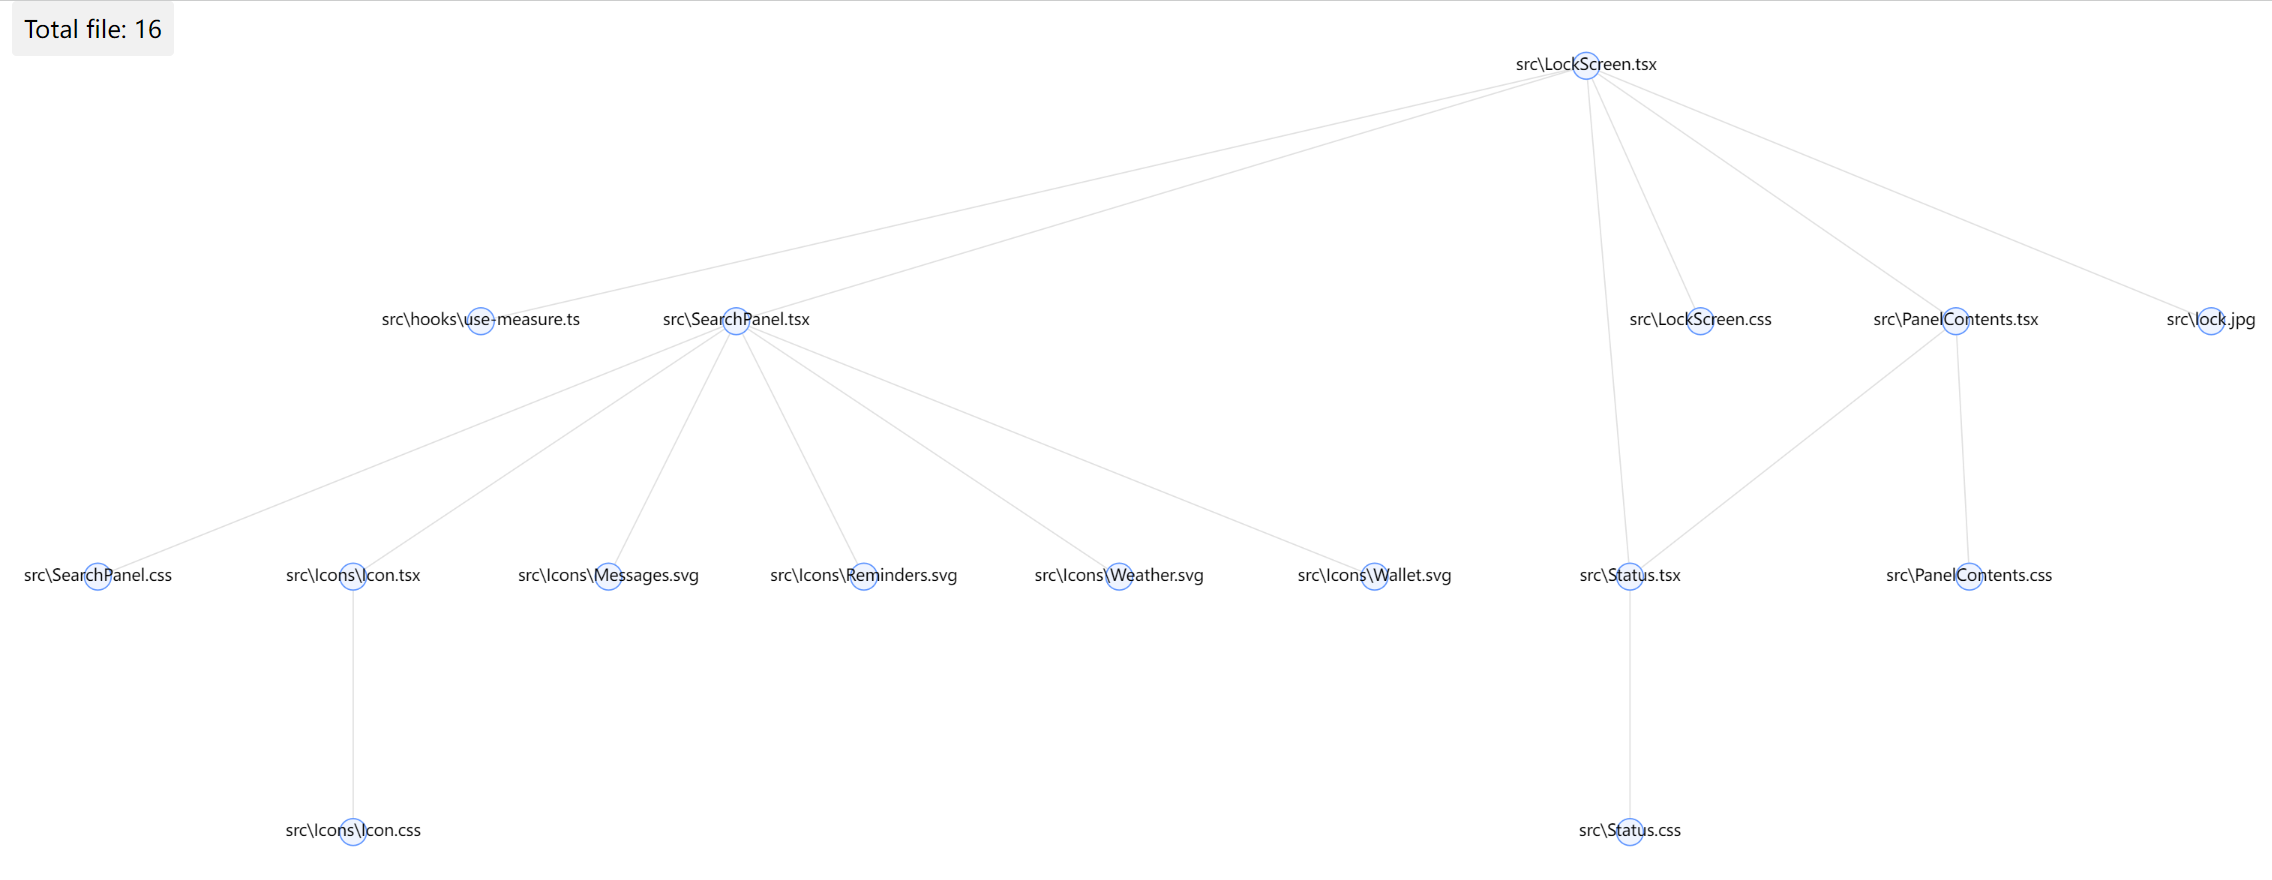 Total file: 16
src\LockScreen.tsx
src\hooks\use-measure.ts
src\SearchPanel.tsx
src\LockScreen.css
src\PanelContents.tsx
src\lock.jpg
src\SearchPanel.css
src\Icons\Icon.tsx
src\Icons\Messages.svg
src\Icons\Reminders.svg
src\Icons\Weather.svg
src\Icons\Wallet.svg
src\Status.tsx
src\PanelContents.css
src\Icons\Icon.css
src\Status.css